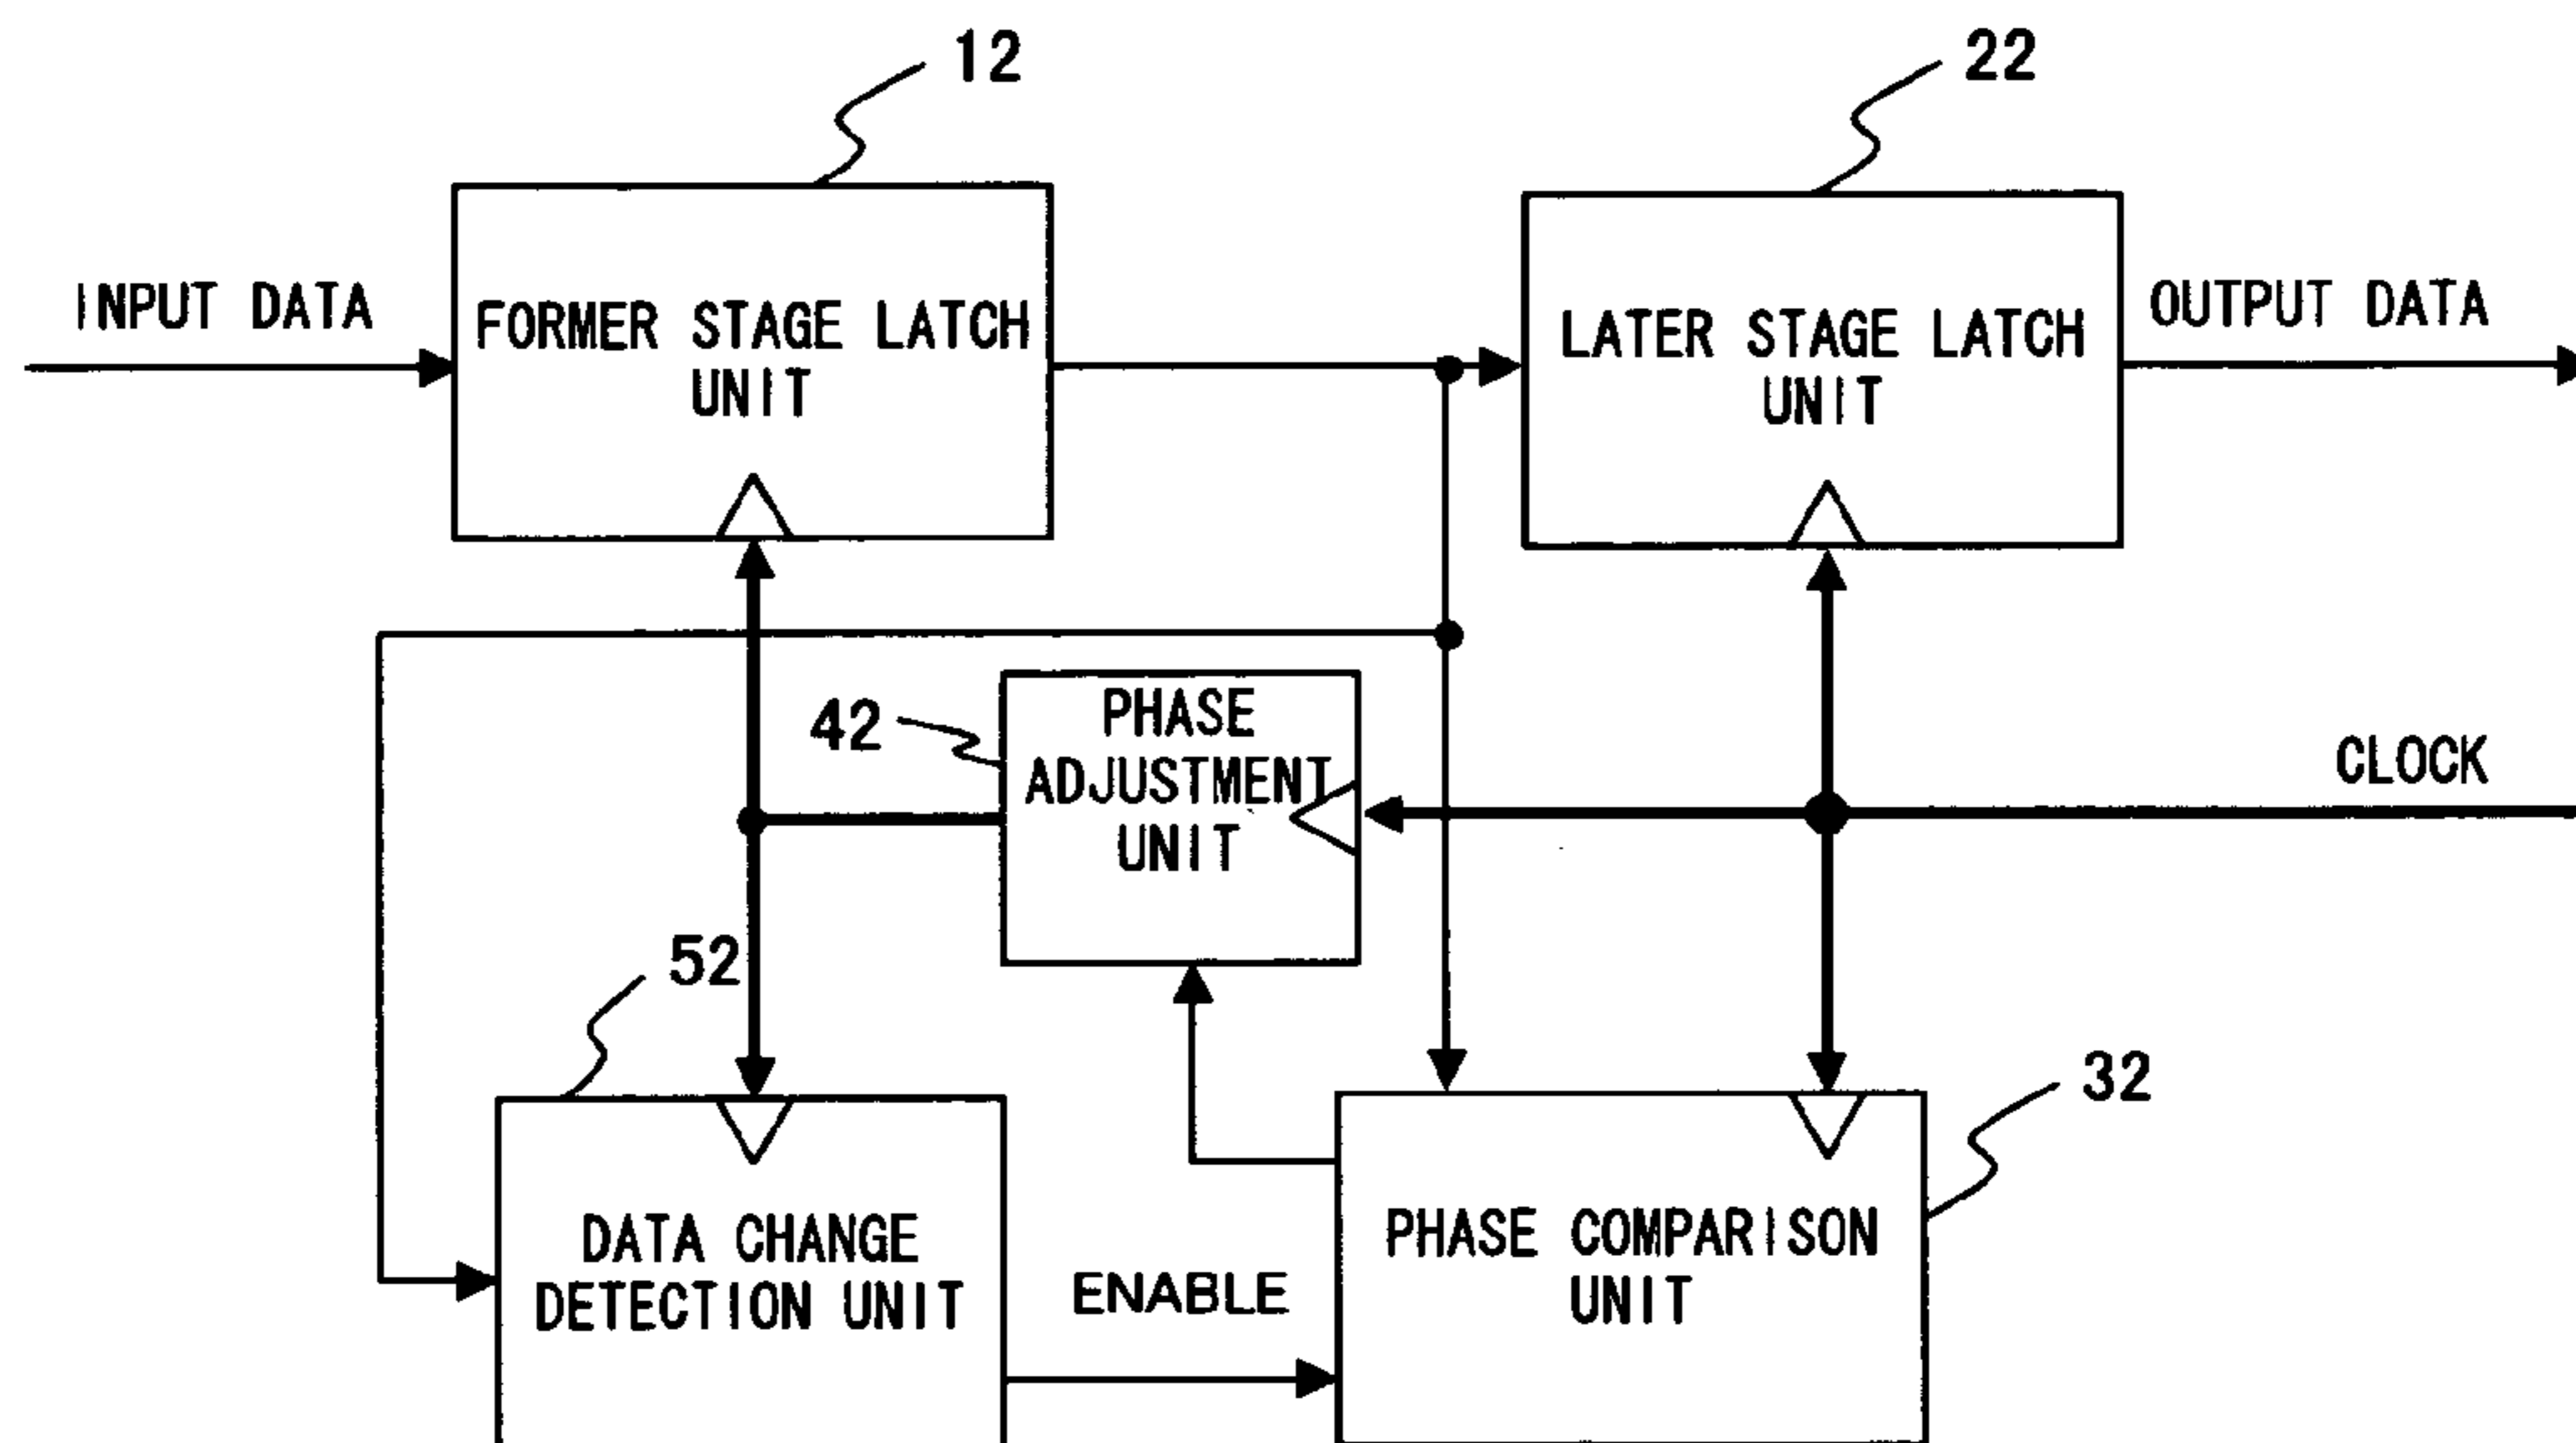 12
22
INPUT DATA
FORMER STAGE LATCH
UNIT
LATER STAGE LATCH
UNIT
OUTPUT DATA
42
PHASE
ADJUSTMENT
UNIT
CLOCK
52
32
DATA CHANGE
DETECTION UNIT
ENABLE
PHASE COMPARISON
UNIT